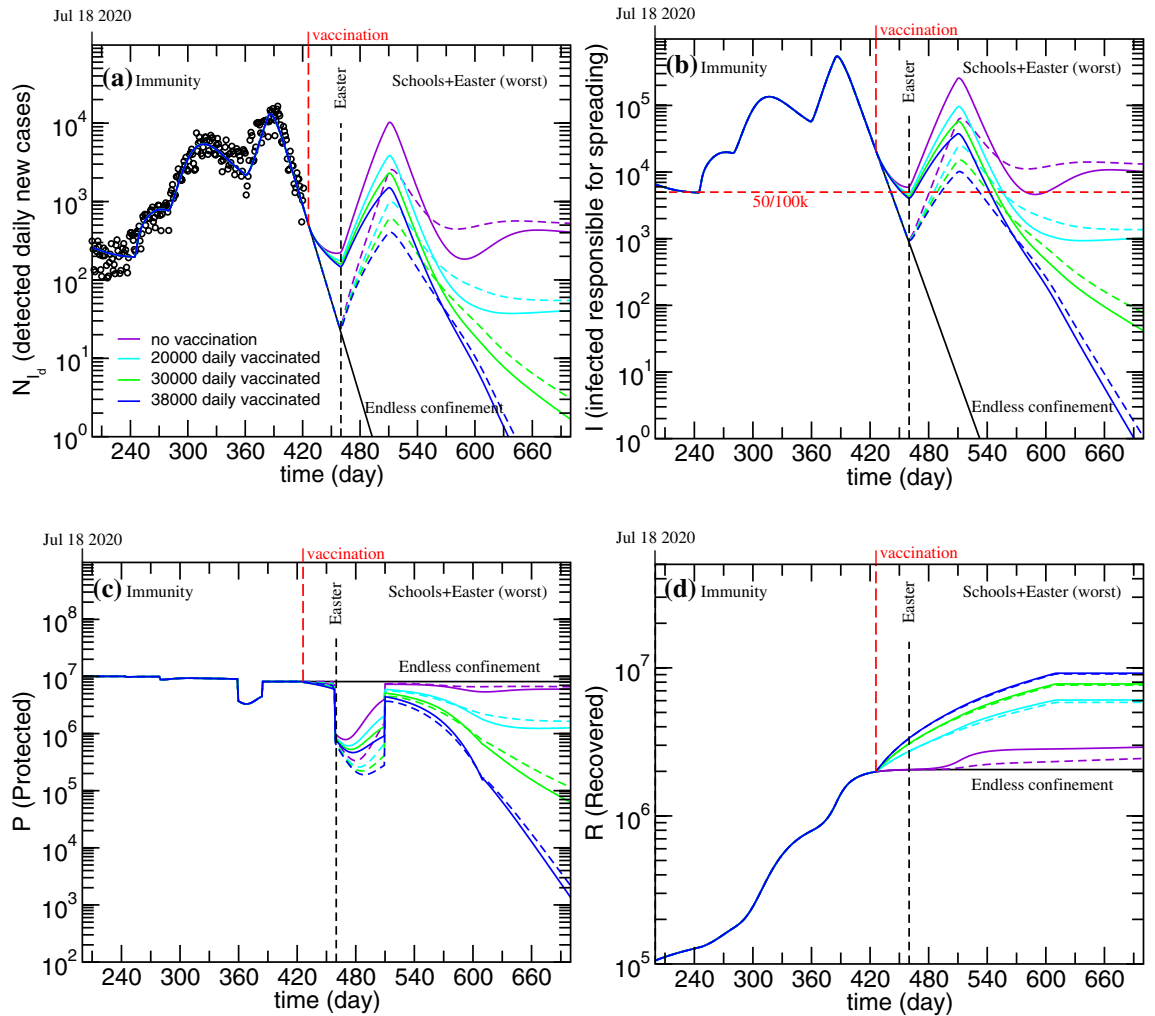 Jul 18 2020
vaccination
(a) Immunity
Schools+Easter (worst)
Easter
N_{I_d} (detected daily new cases)
10^4
10^3
10^2
10^1
10^0
no vaccination
20000 daily vaccinated
30000 daily vaccinated
38000 daily vaccinated
Endless confinement
240 300 360 420 480 540 600 660
time (day)
Jul 18 2020
vaccination
(b) Immunity
Schools+Easter (worst)
Easter
I (infected responsible for spreading)
10^5
10^4
10^3
10^2
10^1
10^0
50/100k
Endless confinement
240 300 360 420 480 540 600 660
time (day)
Jul 18 2020
vaccination
(c) Immunity
Schools+Easter (worst)
Easter
P (Protected)
10^8
10^7
10^6
10^5
10^4
10^3
10^2
Endless confinement
240 300 360 420 480 540 600 660
time (day)
Jul 18 2020
vaccination
(d) Immunity
Schools+Easter (worst)
Easter
R (Recovered)
10^7
10^6
10^5
Endless confinement
240 300 360 420 480 540 600 660
time (day)